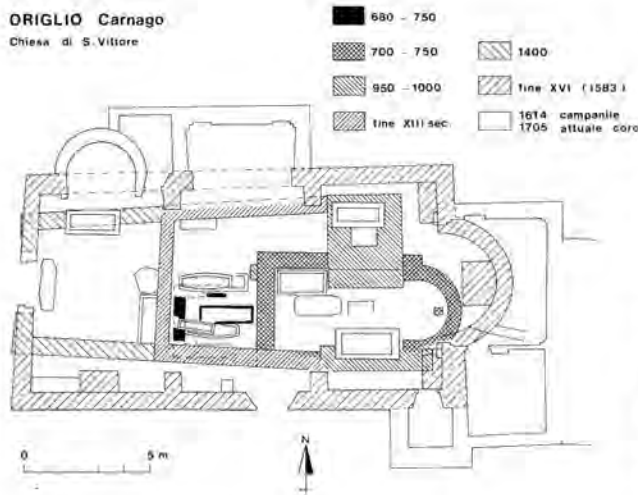 ORIGLIO Carnago
Chiesa di S. Vittore
680 - 750
700 - 750
950 - 1000
fine XIII sec.
1400
fine XVI (1583)
1614 campanile
1705 attuale coro
N
0 5 m